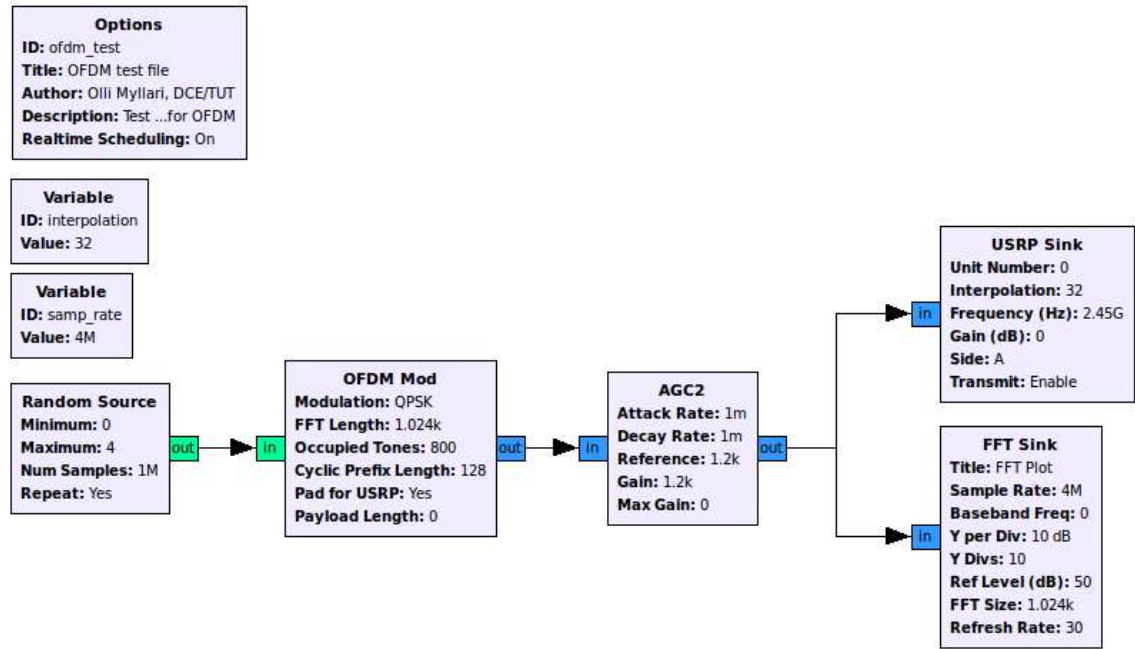 Options
ID: ofdm_test
Title: OFDM test file
Author: Olli Myllari, DCE/TUT
Description: Test ...for OFDM
Realtime Scheduling: On
Variable
ID: interpolation
Value: 32
Variable
ID: samp_rate
Value: 4M
Random Source
Minimum: 0
Maximum: 4
Num Samples: 1M
Repeat: Yes
out
in
OFDM Mod
Modulation: QPSK
FFT Length: 1.024k
Occupied Tones: 800
Cyclic Prefix Length: 128
Pad for USRP: Yes
Payload Length: 0
out
in
AGC2
Attack Rate: 1m
Decay Rate: 1m
Reference: 1.2k
Gain: 1.2k
Max Gain: 0
out
in
USRP Sink
Unit Number: 0
Interpolation: 32
Frequency (Hz): 2.45G
Gain (dB): 0
Side: A
Transmit: Enable
in
FFT Sink
Title: FFT Plot
Sample Rate: 4M
Baseband Freq: 0
Y per Div: 10 dB
Y Divs: 10
Ref Level (dB): 50
FFT Size: 1.024k
Refresh Rate: 30